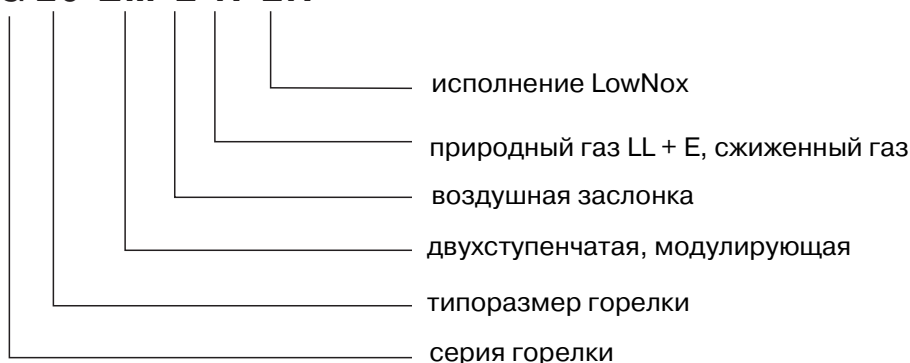 исполнение LowNox
природный газ LL + E, сжиженный газ
воздушная заслонка
двухступенчатая, модулирующая
типоразмер горелки
серия горелки